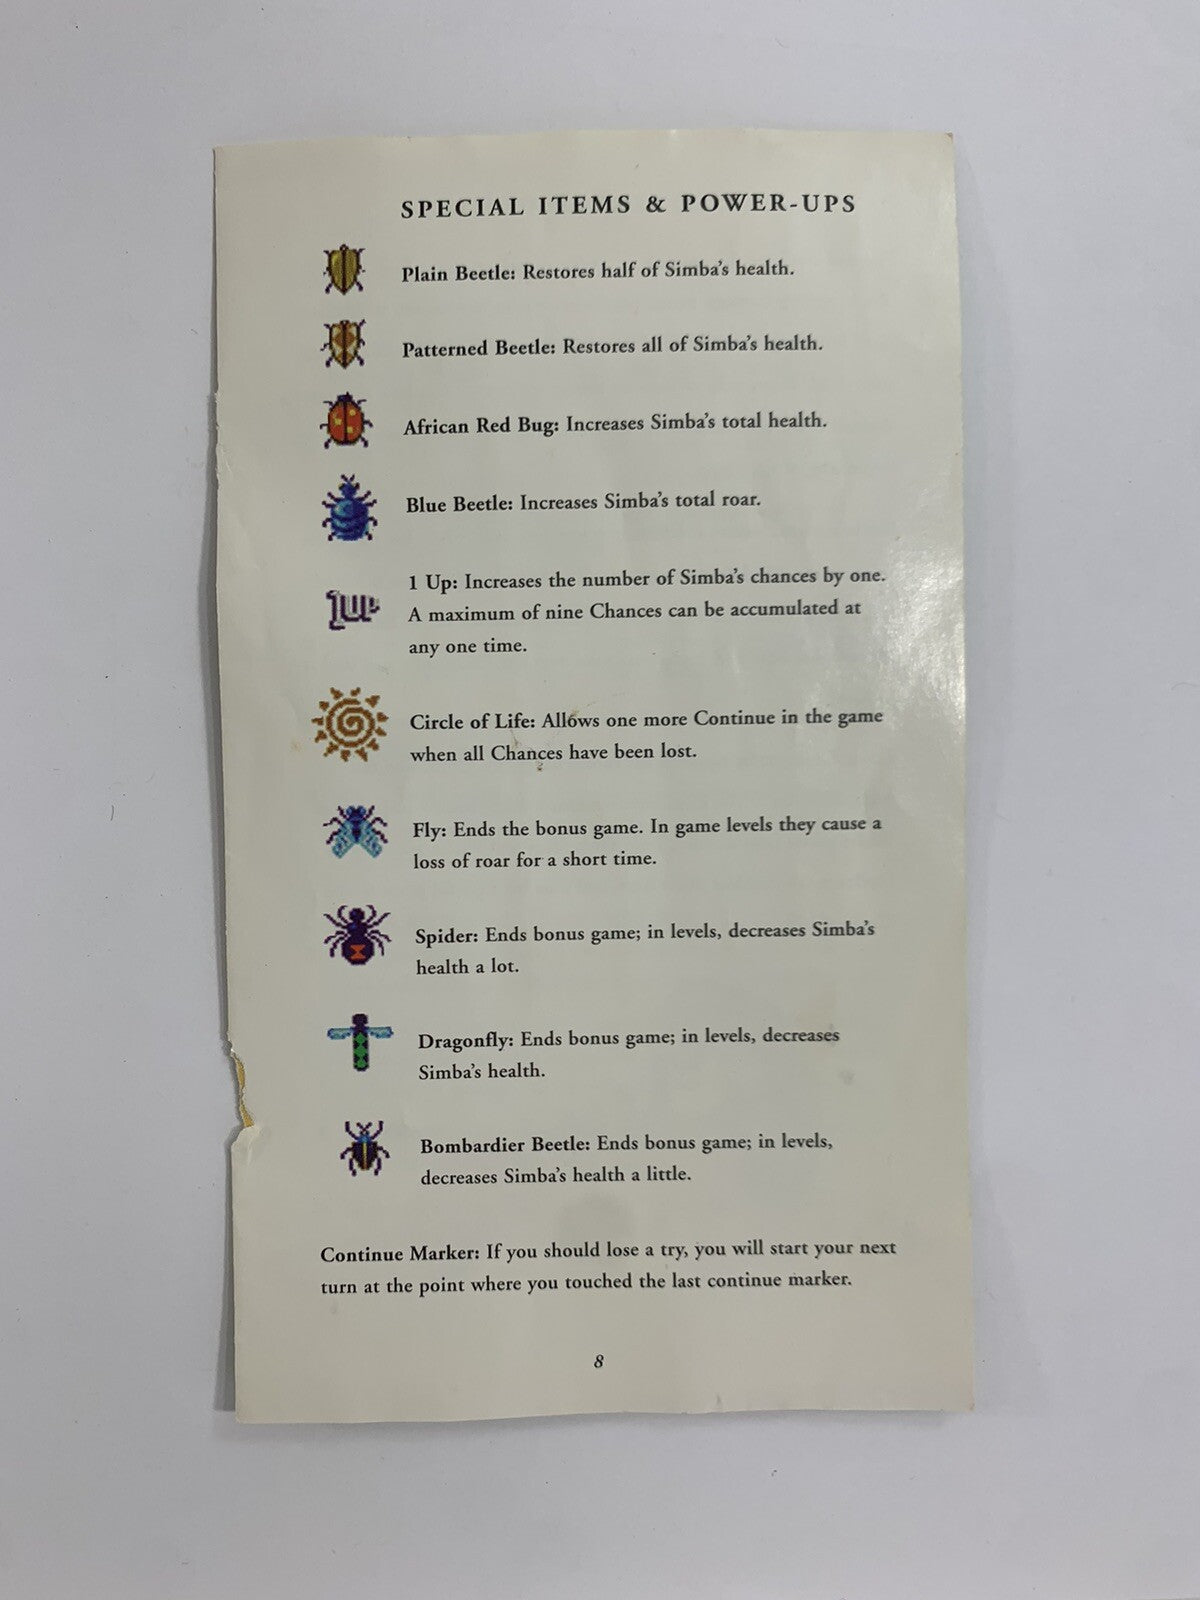 SPECIAL ITEMS & POWER-UPS
Plain Beetle: Restores half of Simba's health.
Patterned Beetle: Restores all of Simba's health.
African Red Bug: Increases Simba's total health.
Blue Beetle: Increases Simba's total roar.
1up
1 Up: Increases the number of Simba's chances by one.
A maximum of nine Chances can be accumulated at
any one time.
Circle of Life: Allows one more Continue in the game
when all Chances have been lost.
Fly: Ends the bonus game. In game levels they cause a
loss of roar for a short time.
Spider: Ends bonus game; in levels, decreases Simba's
health a lot.
Dragonfly: Ends bonus game; in levels, decreases
Simba's health.
Bombardier Beetle: Ends bonus game; in levels,
decreases Simba's health a little.
Continue Marker: If you should lose a try, you will start your next
turn at the point where you touched the last continue marker.
8